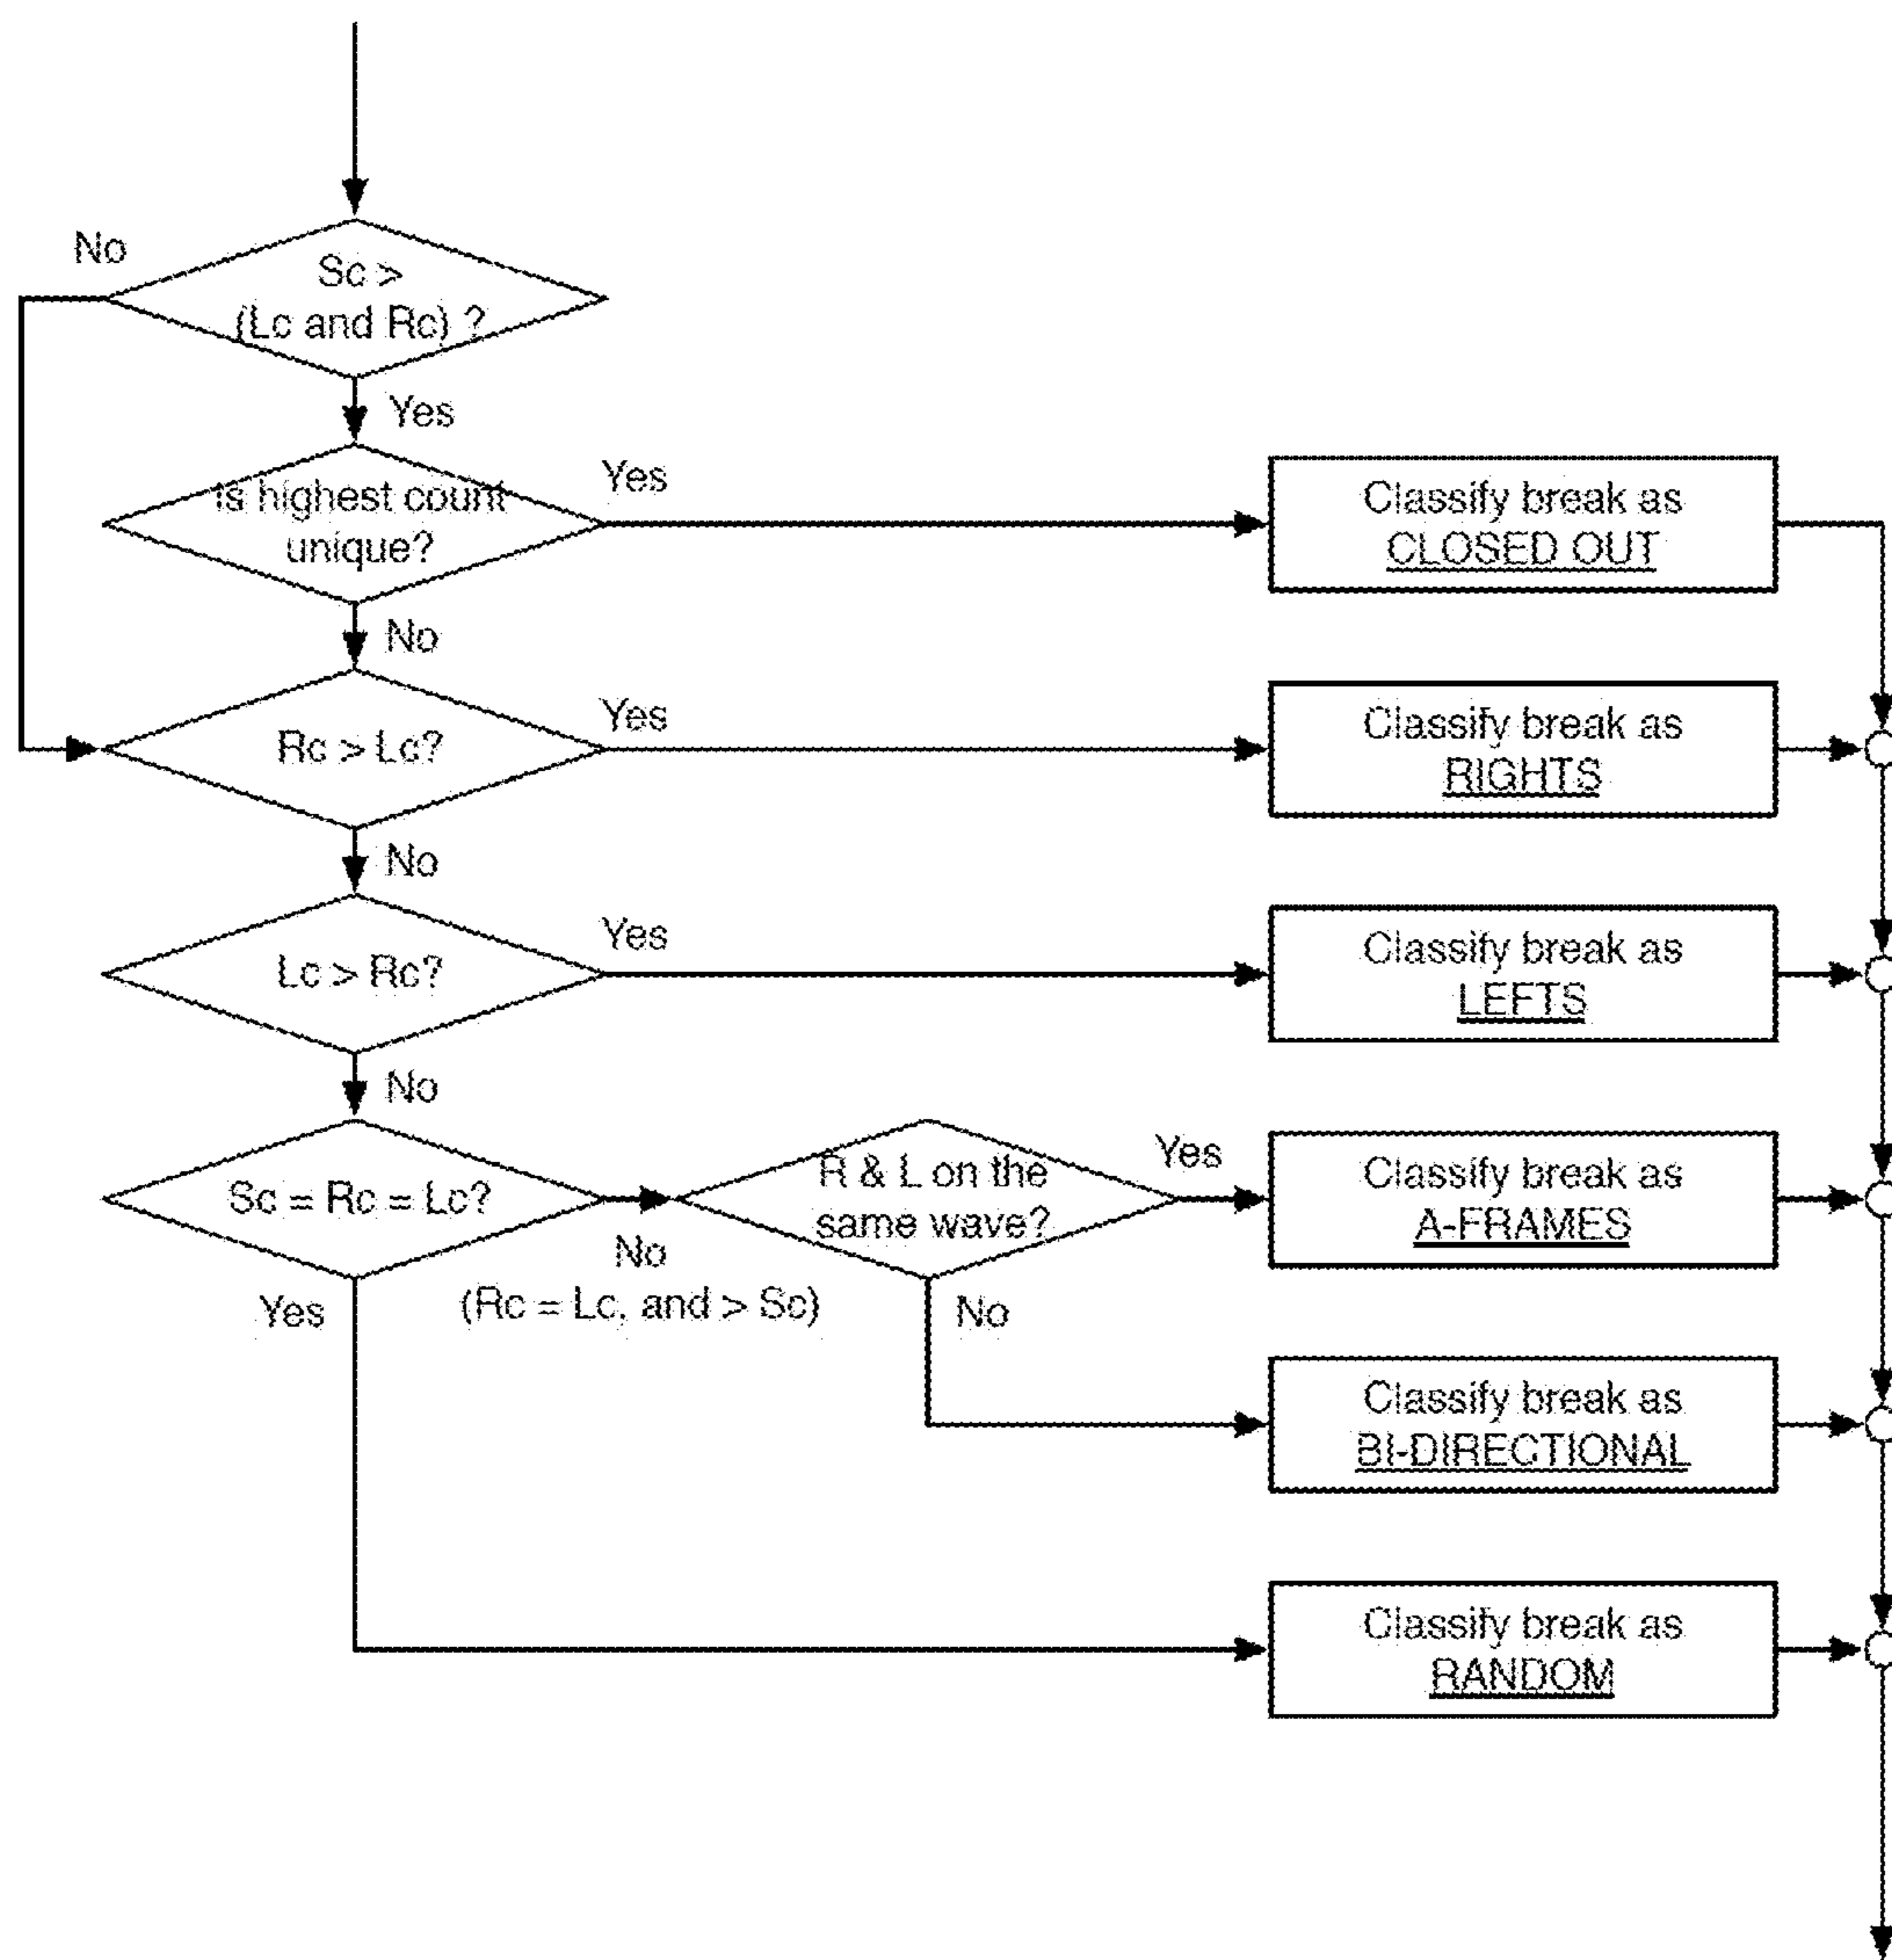 No
Sc >
(Lc and Rc) ?
Yes
Is highest count
unique?
Yes
Classify break as
CLOSED OUT
No
Rc > Lc?
Yes
Classify break as
RIGHTS
No
Lc > Rc?
Yes
Classify break as
LEFTS
No
Sc = Rc = Lc?
No
(Rc = Lc, and > Sc)
R & L on the
same wave?
Yes
Classify break as
A-FRAMES
Yes
No
Classify break as
BI-DIRECTIONAL
Classify break as
RANDOM